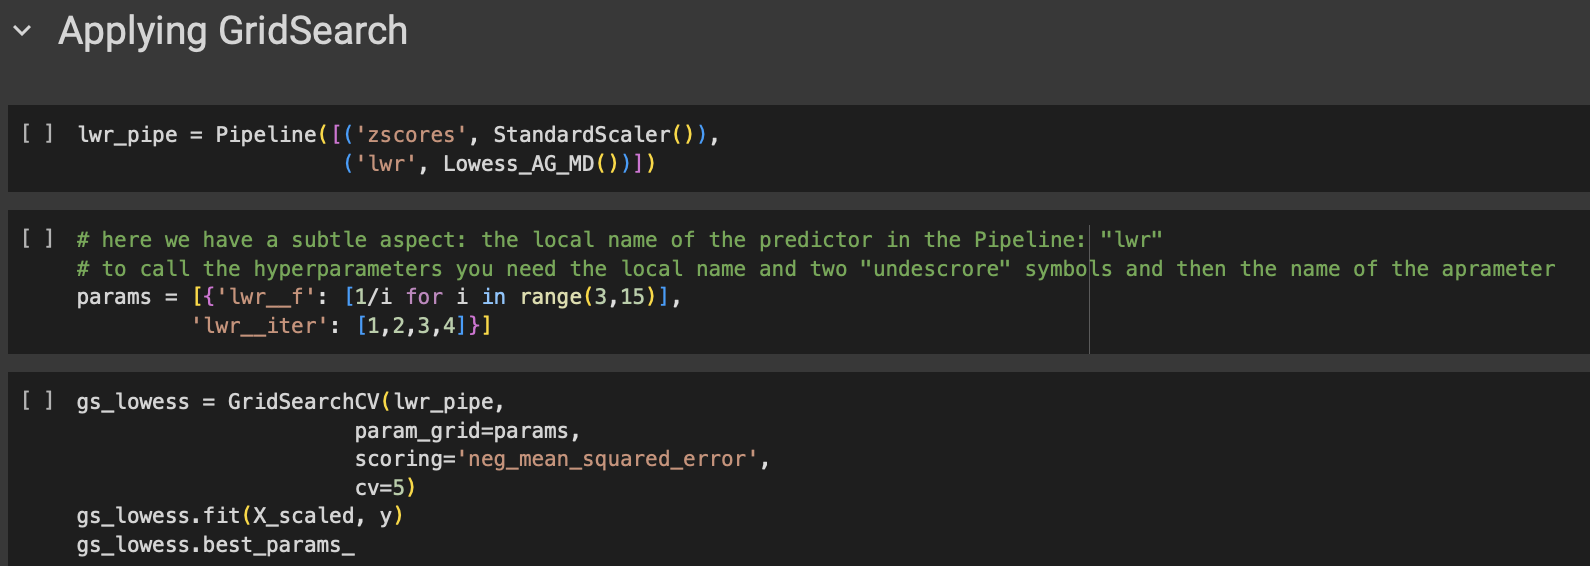 Applying GridSearch
[ ] lwr_pipe = Pipeline([('zscores', StandardScaler()),
('lwr', Lowess_AG_MD())])
[ ] # here we have a subtle aspect: the local name of the predictor in the Pipeline: "lwr"
# to call the hyperparameters you need the local name and two "undescrore" symbols and then the name of the aprameter
params = [{'lwr__f': [1/i for i in range(3,15)],
'lwr__iter': [1,2,3,4]}]
[ ] gs_lowess = GridSearchCV(lwr_pipe,
param_grid=params,
scoring='neg_mean_squared_error',
cv=5)
gs_lowess.fit(X_scaled, y)
gs_lowess.best_params_